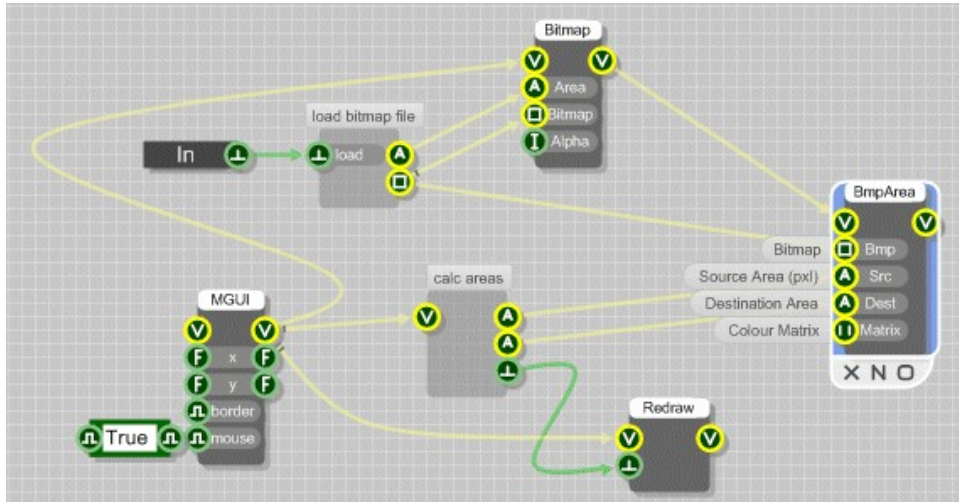 Bitmap
V
V
A Area
Bitmap
I Alpha
load bitmap file
In
load
A
BmpArea
V
V
Bitmap
Bmp
Source Area (pxl)
A Src
Destination Area
A Dest
Colour Matrix
Matrix
X N O
calc areas
V
A
A
MGUI
V
V
F x F
F y F
border
True
mouse
Redraw
V
V